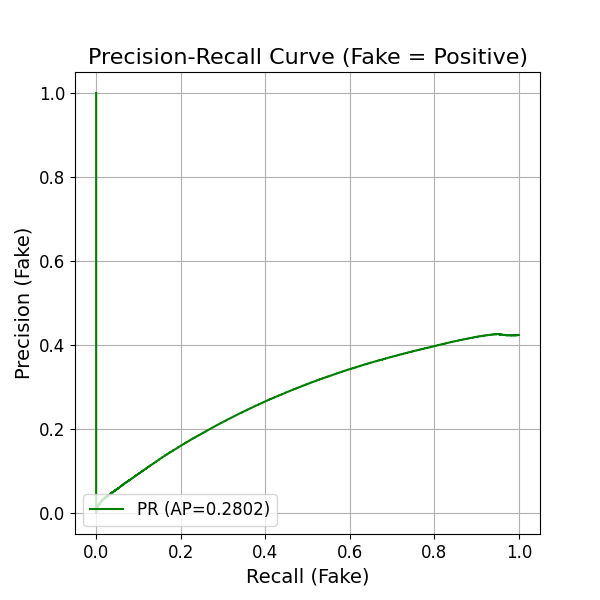 Precision-Recall Curve (Fake = Positive)
Precision (Fake)
1.0
0.8
0.6
0.4
0.2
0.0
PR (AP=0.2802)
0.0 0.2 0.4 0.6 0.8 1.0
Recall (Fake)